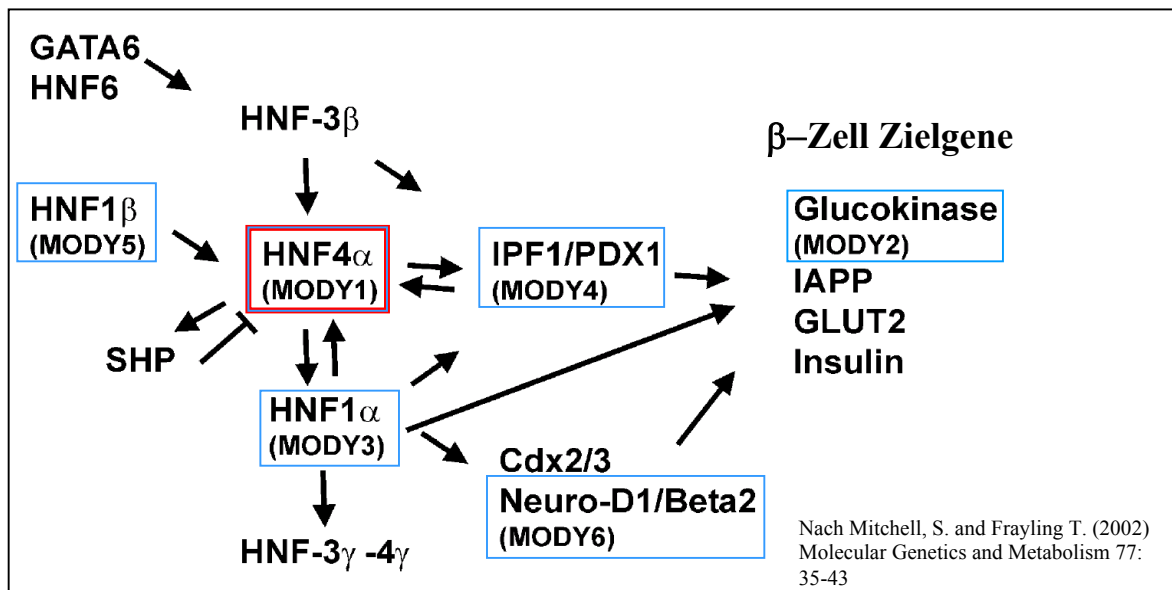 GATA6
HNF6
HNF-3β
β–Zell Zielgene
HNF1β
(MODY5)
HNF4α
(MODY1)
IPF1/PDX1
(MODY4)
Glucokinase
(MODY2)
IAPP
GLUT2
Insulin
SHP
HNF1α
(MODY3)
Cdx2/3
Neuro-D1/Beta2
(MODY6)
HNF-3γ -4γ
Nach Mitchell, S. and Frayling T. (2002)
Molecular Genetics and Metabolism 77:
35-43